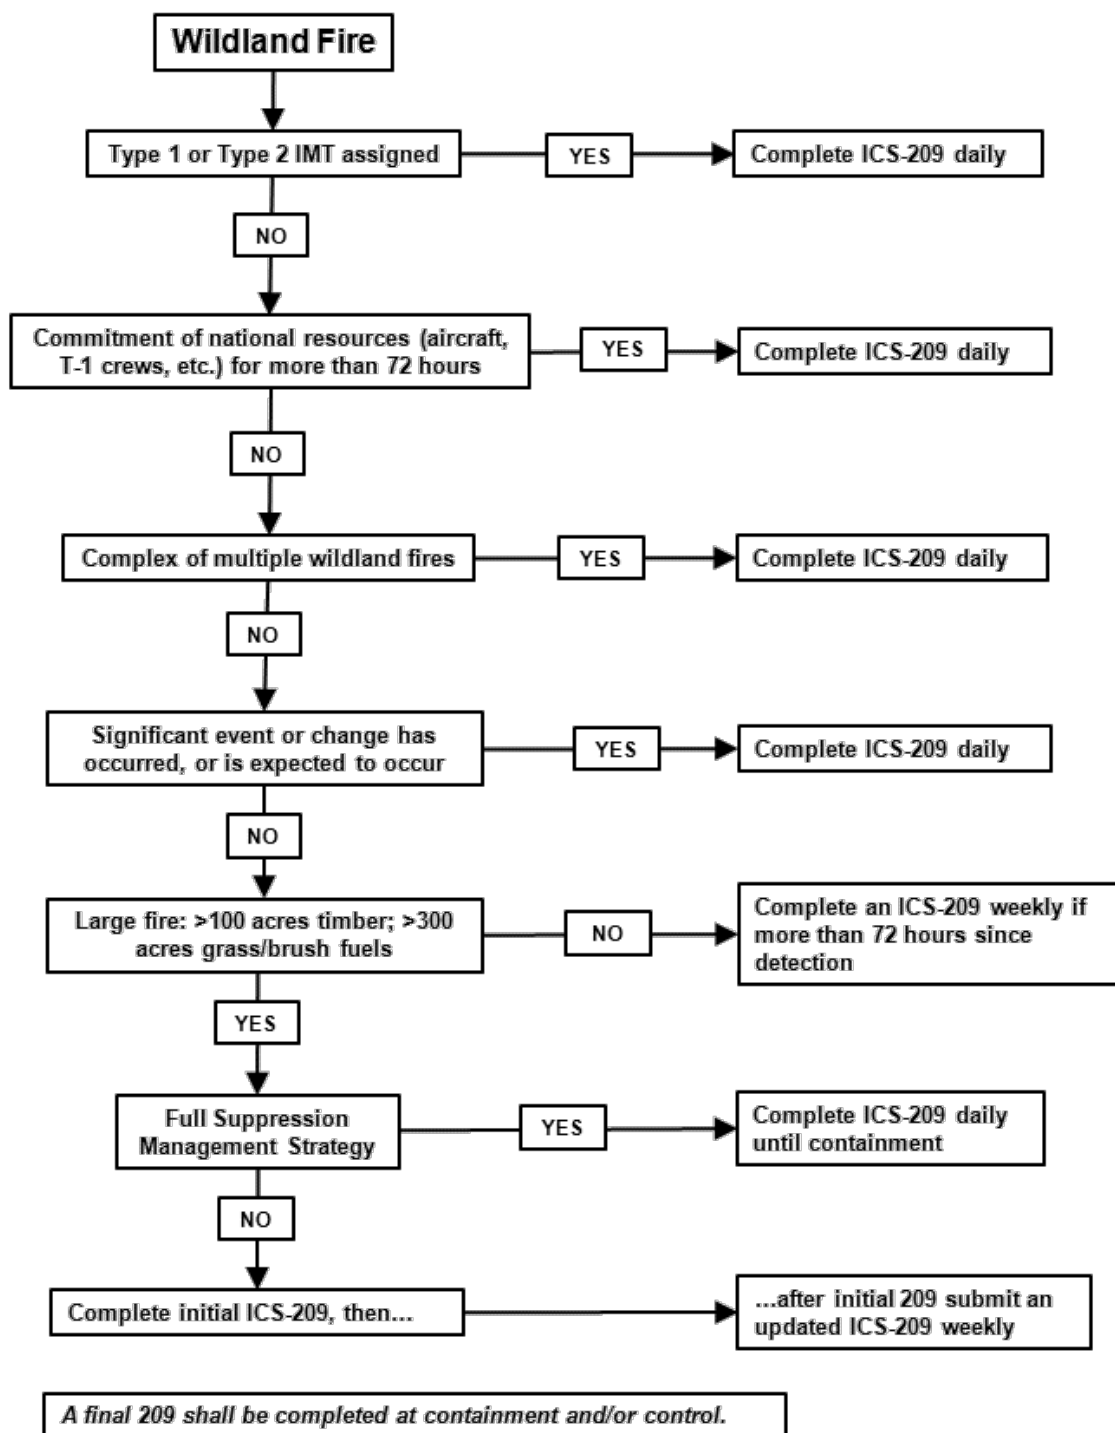 Wildland Fire
Type 1 or Type 2 IMT assigned
YES
Complete ICS-209 daily
NO
Commitment of national resources (aircraft,
T-1 crews, etc.) for more than 72 hours
YES
Complete ICS-209 daily
NO
Complex of multiple wildland fires
YES
Complete ICS-209 daily
NO
Significant event or change has
occurred, or is expected to occur
YES
Complete ICS-209 daily
NO
Large fire: >100 acres timber; >300
acres grass/brush fuels
NO
Complete an ICS-209 weekly if
more than 72 hours since
detection
YES
Full Suppression
Management Strategy
YES
Complete ICS-209 daily
until containment
NO
Complete initial ICS-209, then...
...after initial 209 submit an
updated ICS-209 weekly
A final 209 shall be completed at containment and/or control.